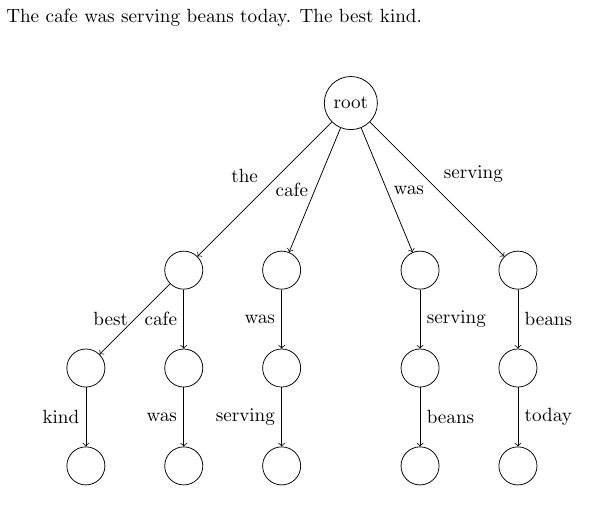 The cafe was serving beans today. The best kind.
root
the
cafe
was
serving
best
cafe
was
serving
beans
kind
was
serving
beans
today